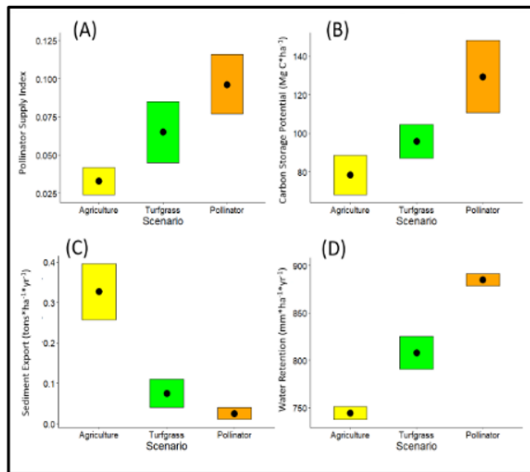 (A)
Pollinator Supply Index
0.125
0.100
0.075
0.050
0.025
Agriculture Turfgrass Pollinator
Scenario
(B)
Carbon Storage Potential (Mg C*ha⁻¹)
140
120
100
80
Agriculture Turfgrass Pollinator
Scenario
(C)
Sediment Export (tons*ha⁻¹*yr⁻¹)
0.4
0.3
0.2
0.1
0.0
Agriculture Turfgrass Pollinator
Scenario
(D)
Water Retention (mm*ha⁻¹*yr⁻¹)
900
850
800
750
Agriculture Turfgrass Pollinator
Scenario